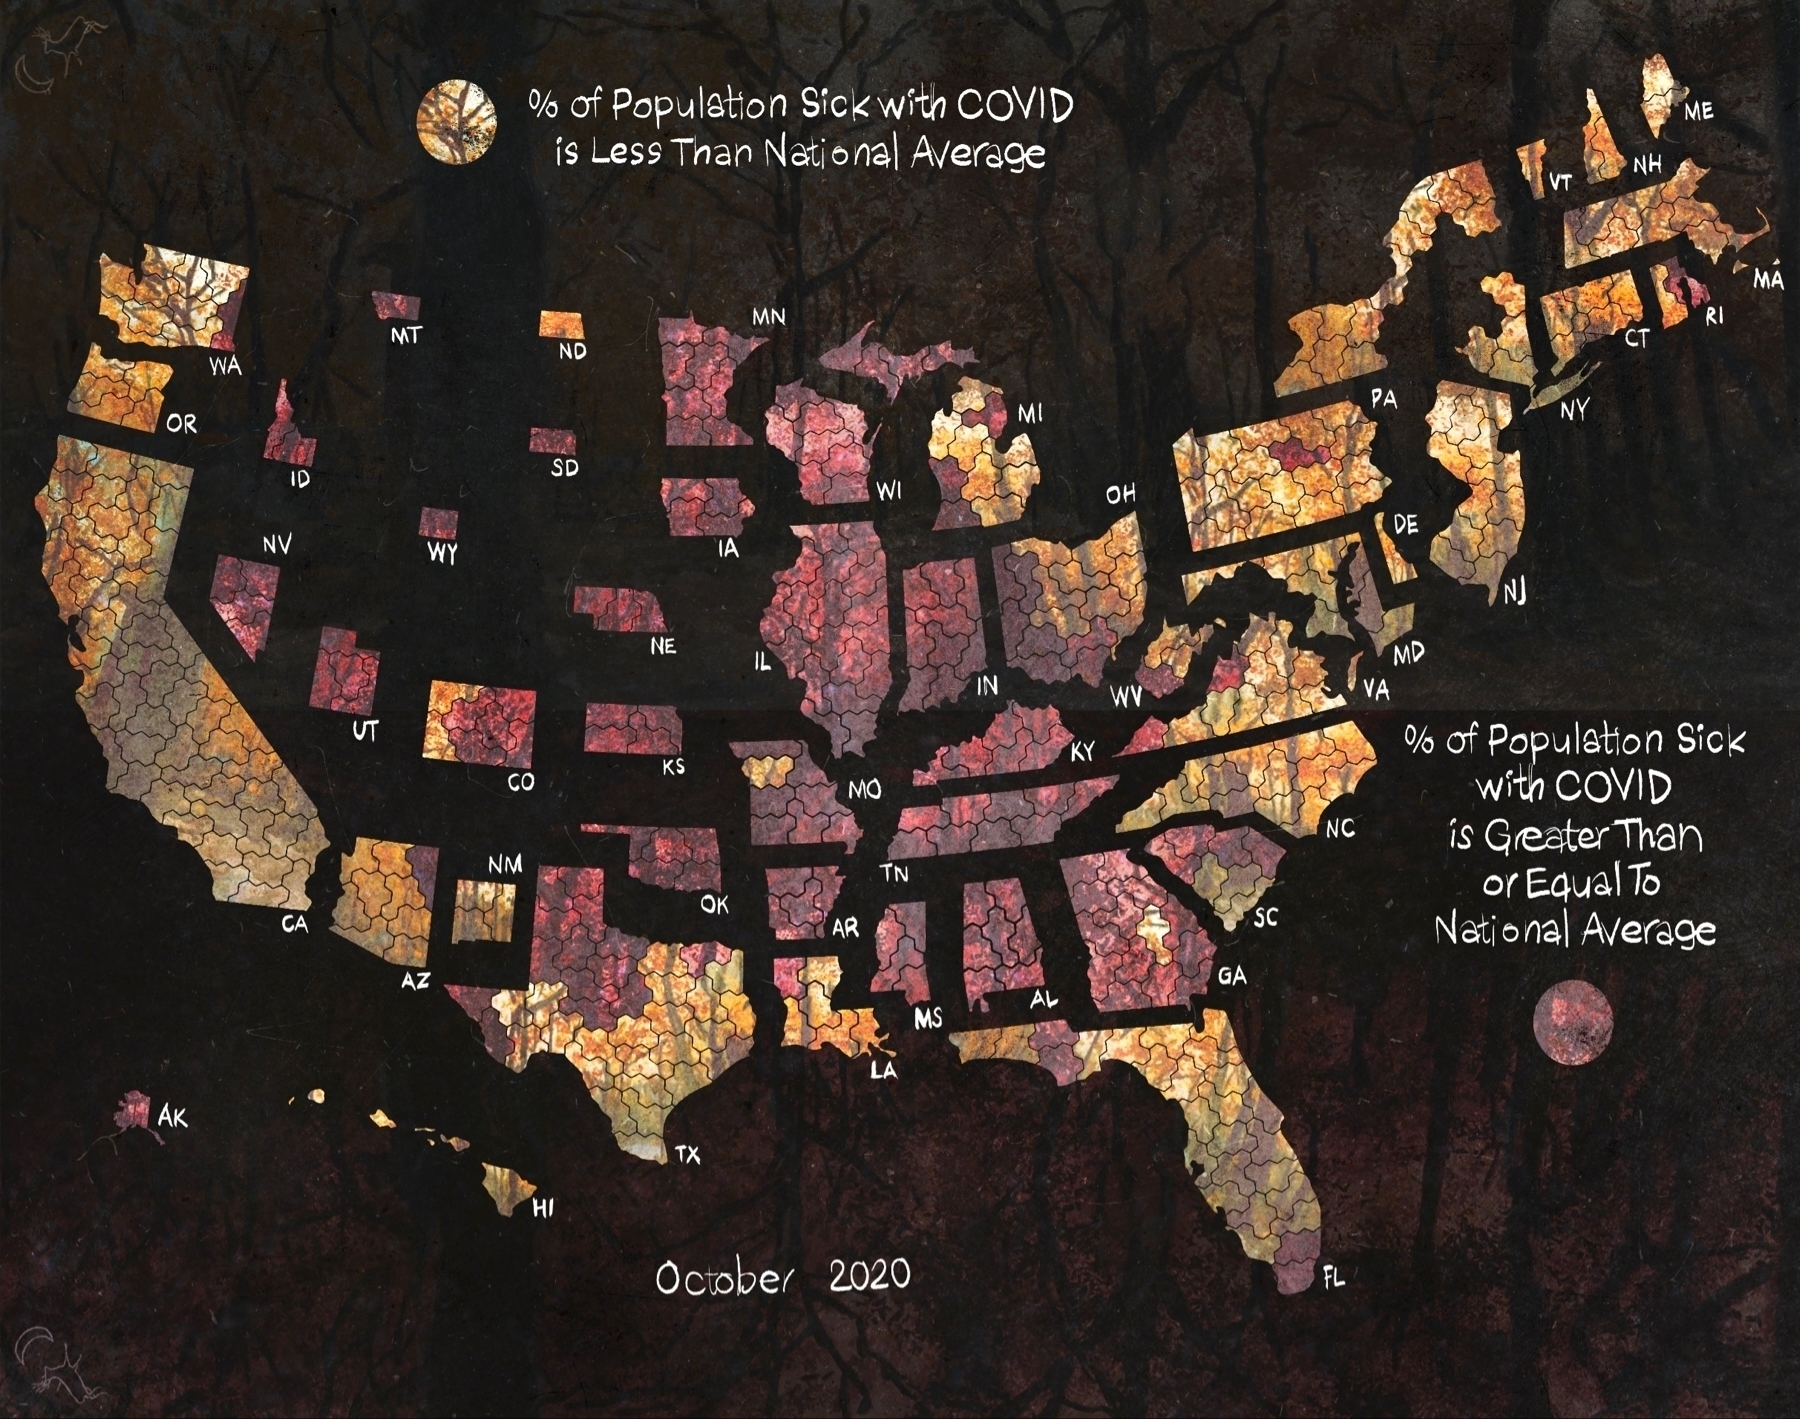 % of Population Sick with COVID
is Less Than National Average
ME
NH
VT
MA
RI
CT
NY
PA
WA
MT
ND
MN
OR
ID
SD
WI
MI
OH
DE
NJ
NV
WY
IA
NE
IL
IN
WV
MD
VA
UT
CO
KS
MO
KY
% of Population Sick
with COVID
is Greater Than
or Equal To
National Average
NC
CA
AZ
NM
OK
AR
TN
SC
GA
AL
MS
LA
TX
AK
HI
FL
October 2020